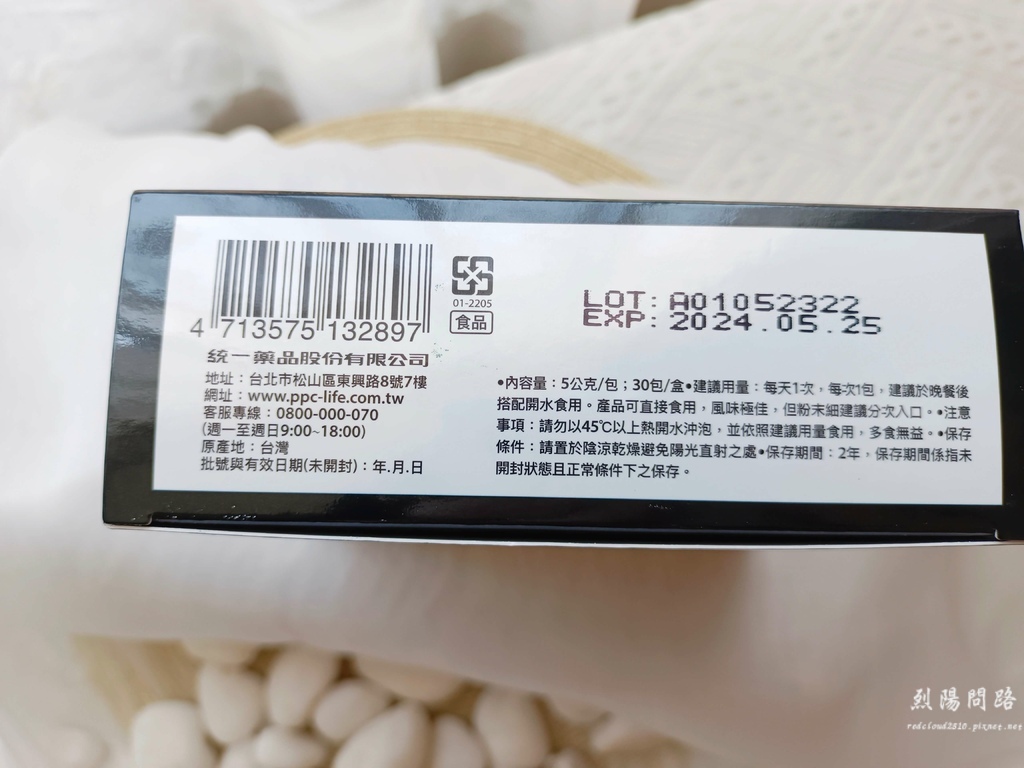 4 713575 132897
01-2205
食品
統一藥品股份有限公司
地址：台北市松山區東興路8號7樓
網址：www.ppc-life.com.tw
客服專線：0800-000-070
(週一至週日9:00~18:00)
原產地：台灣
批號與有效日期(未開封)：年.月.日
LOT: A01052322
EXP: 2024.05.25
•內容量：5公克/包；30包/盒•建議用量：每天1次，每次1包，建議於晚餐後
搭配開水食用。產品可直接食用，風味極佳，但粉末細建議分次入口。•注意
事項：請勿以45℃以上熱開水沖泡，並依照建議用量食用，多食無益。•保存
條件：請置於陰涼乾燥避免陽光直射之處•保存期間：2年，保存期間係指未
開封狀態且正常條件下之保存。
烈陽問路
redcloud2510.pixnet.net